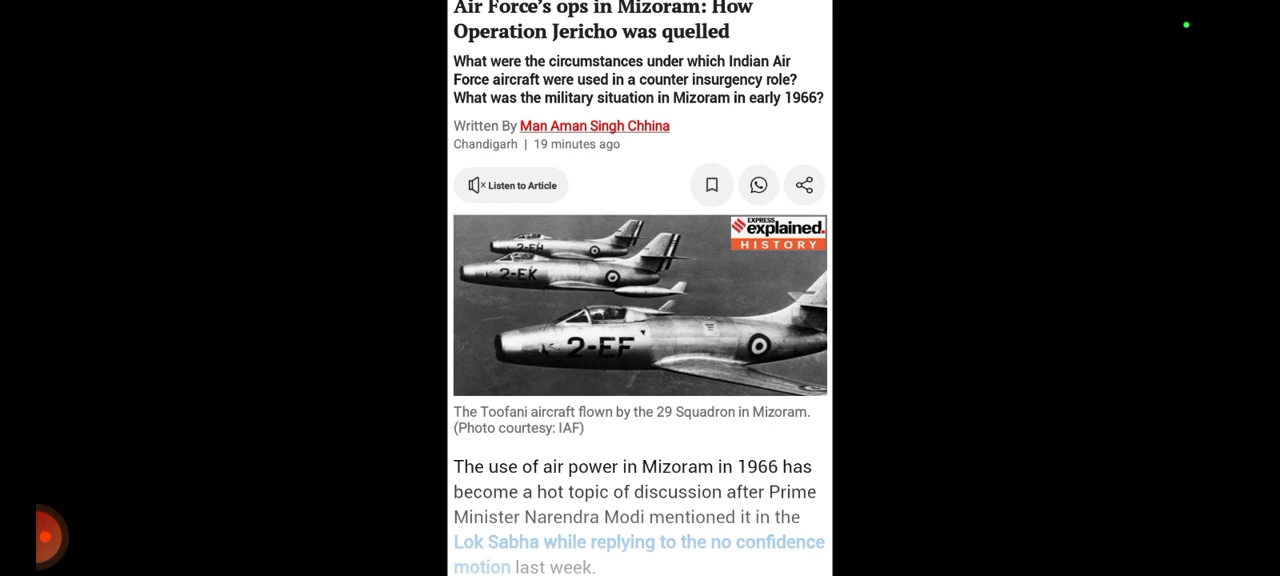 Air Force's ops in Mizoram: How
Operation Jericho was quelled
What were the circumstances under which Indian Air
Force aircraft were used in a counter insurgency role?
What was the military situation in Mizoram in early 1966?
Written By Man Aman Singh Chhina
Chandigarh | 19 minutes ago
Listen to Article
EXPRESS
explained.
HISTORY
2-EH
2-EK
2-EF
The Toofani aircraft flown by the 29 Squadron in Mizoram.
(Photo courtesy: IAF)
The use of air power in Mizoram in 1966 has
become a hot topic of discussion after Prime
Minister Narendra Modi mentioned it in the
Lok Sabha while replying to the no confidence
motion last week.